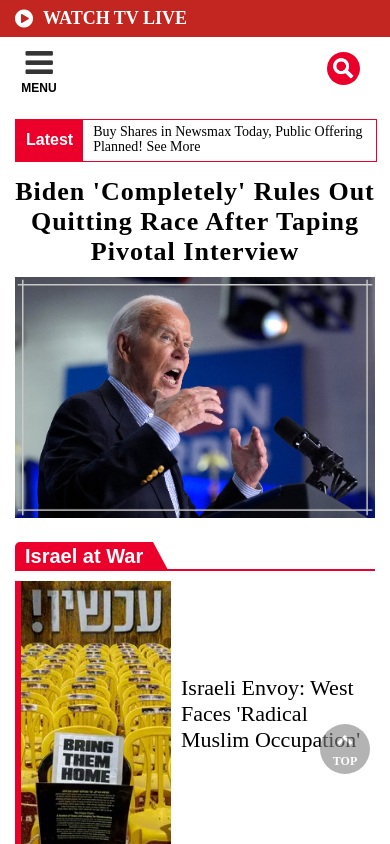 WATCH TV LIVE
MENU
Latest
Buy Shares in Newsmax Today, Public Offering
Planned! See More
Biden 'Completely' Rules Out
Quitting Race After Taping
Pivotal Interview
Israel at War
עכשיו!
BRING
THEM
HOME
Israeli Envoy: West
Faces 'Radical
Muslim Occupation'
TOP